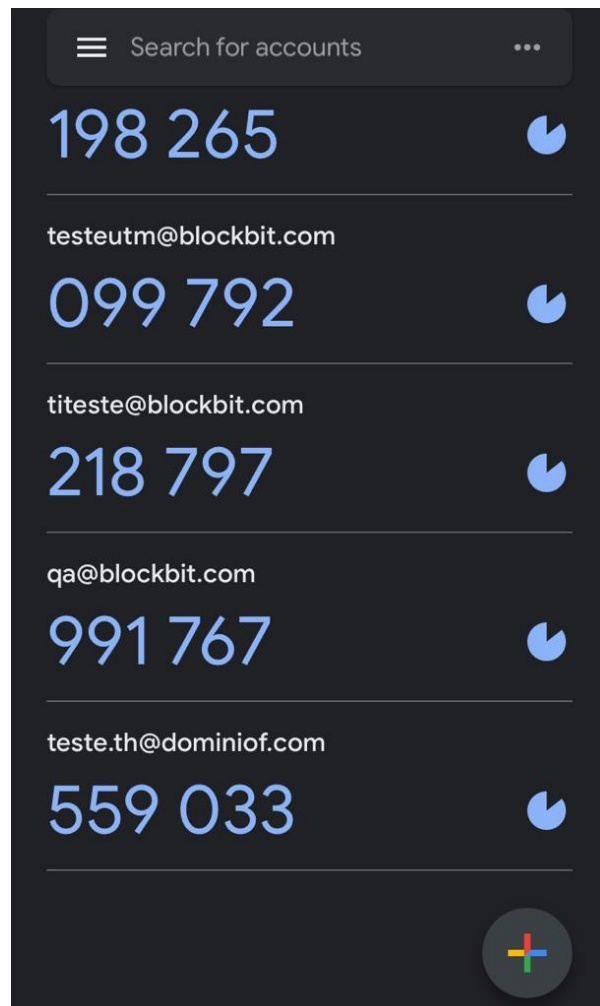 Search for accounts
198 265
testeutm@blockbit.com
099 792
titeste@blockbit.com
218 797
qa@blockbit.com
991 767
teste.th@dominiof.com
559 033